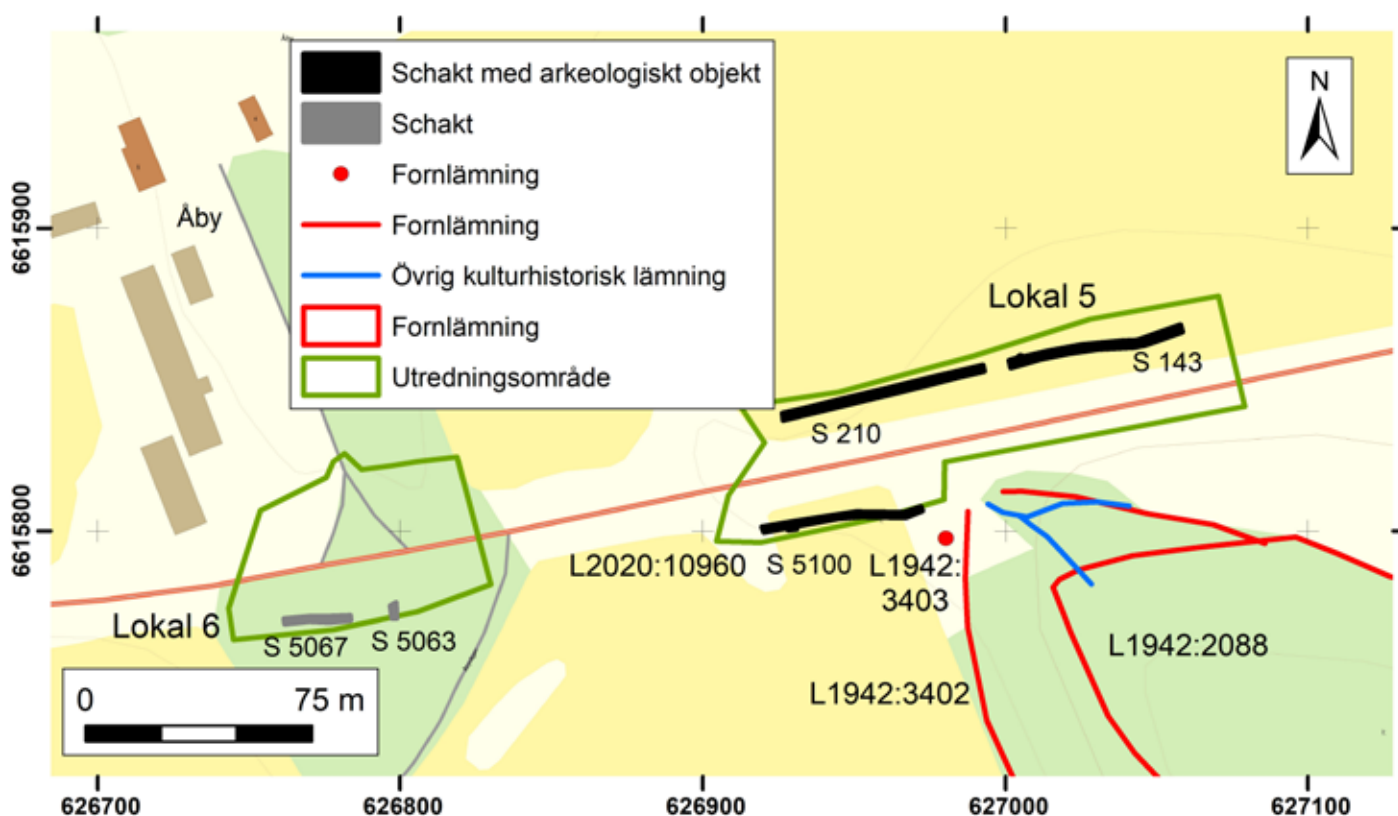 Schakt med arkeologiskt objekt
Schakt
Fornlämning
Fornlämning
Övrig kulturhistorisk lämning
Fornlämning
Utredningsområde
N
Åby
6615900
6615800
Lokal 5
S 143
S 210
L2020:10960
S 5100
L1942:
3403
Lokal 6
S 5067
S 5063
L1942:2088
L1942:3402
0
75 m
626700
626800
626900
627000
627100